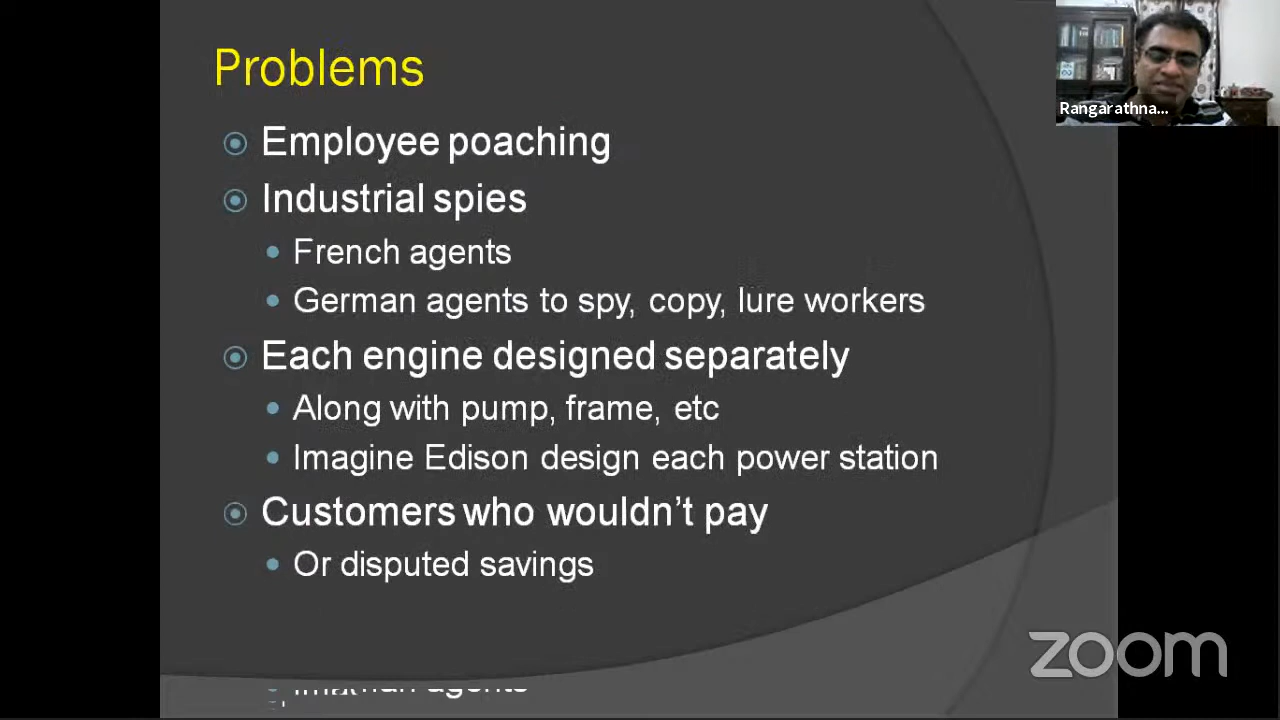 Problems
Rangarathna...
Employee poaching
Industrial spies
French agents
German agents to spy, copy, lure workers
Each engine designed separately
Along with pump, frame, etc
Imagine Edison design each power station
Customers who wouldn't pay
Or disputed savings
zoom
agents